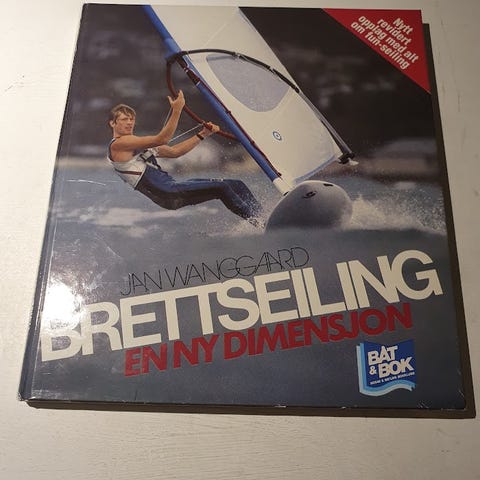 Nytt
revidert
opplag med alt
om fun-seiling
JAN WANGGAARD
BRETTSEILING
EN NY DIMENSJON
BÅT
& BOK